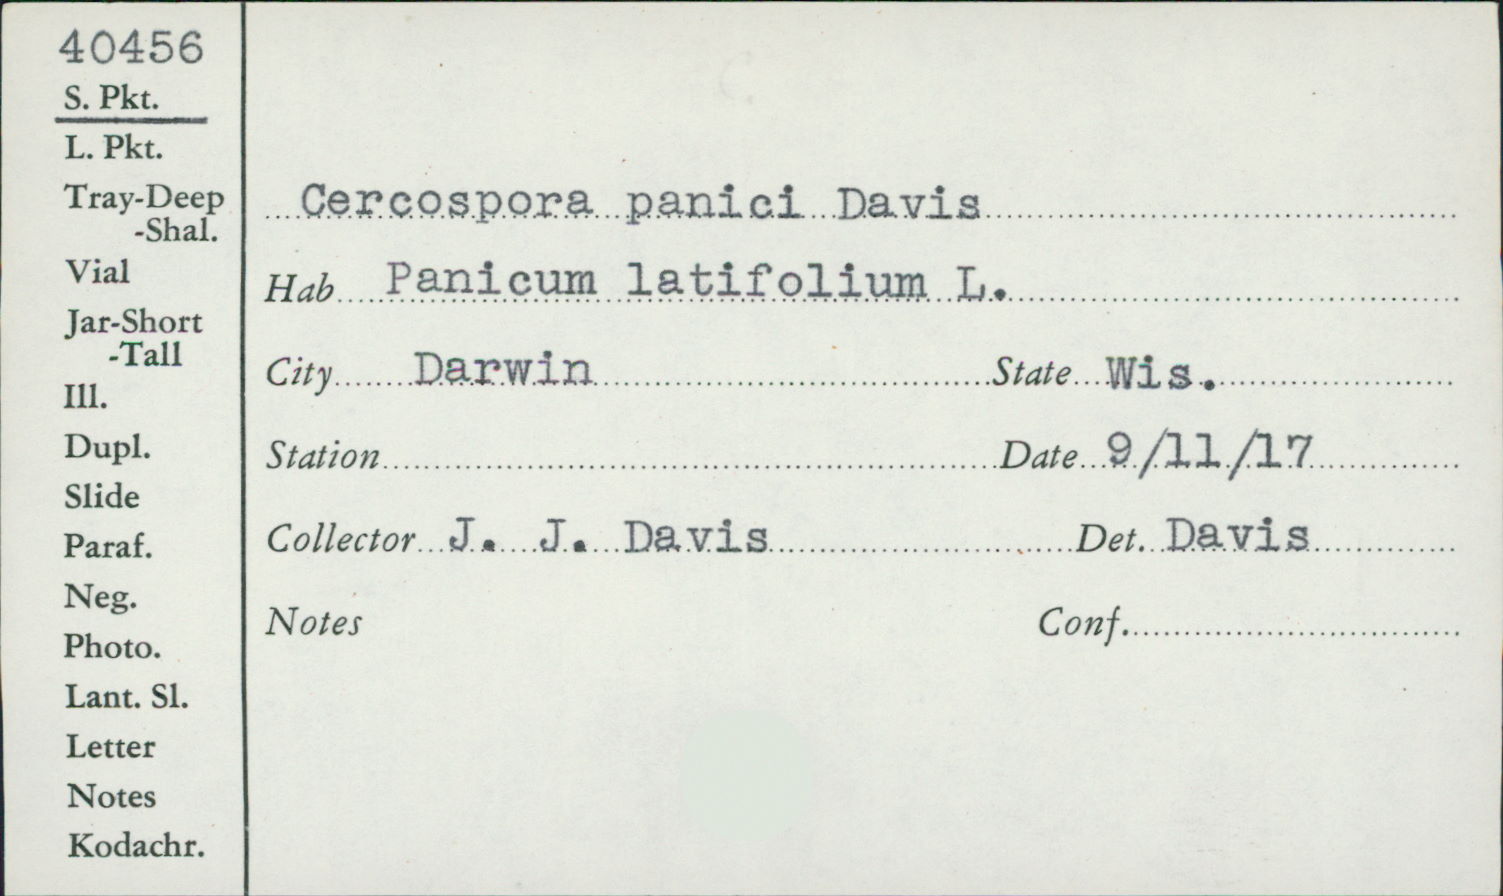 40456
S. Pkt.
L. Pkt.
Tray-Deep
-Shal.
Vial
Jar-Short
-Tall
Ill.
Dupl.
Slide
Paraf.
Neg.
Photo.
Lant. Sl.
Letter
Notes
Kodachr.
Cercospora panici Davis
Hab Panicum latifolium L.
City Darwin State Wis.
Station Date 9/11/17
Collector J. J. Davis Det. Davis
Notes Conf.